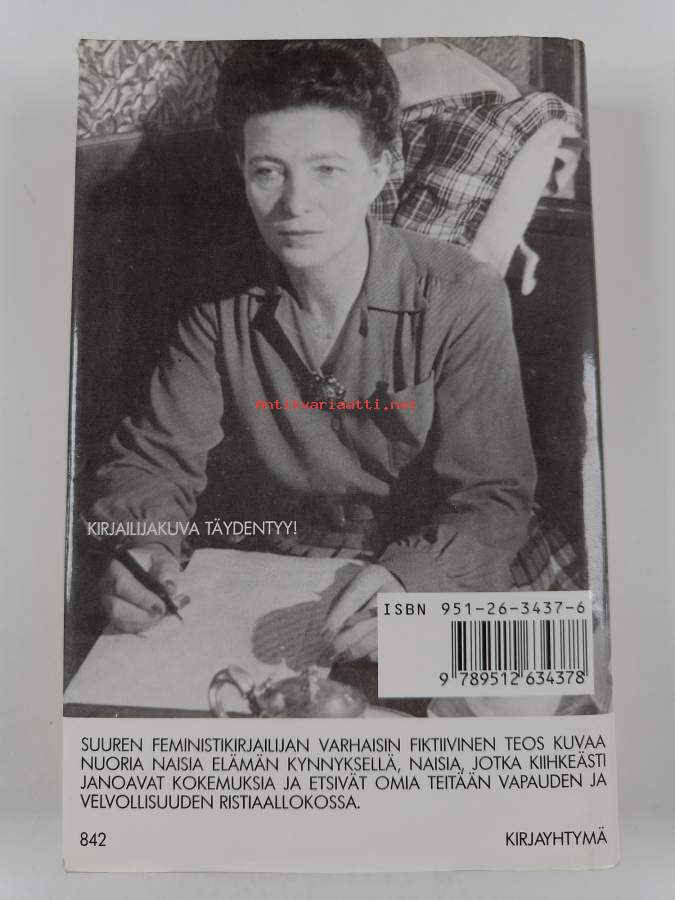 antikvariaatti.net
KIRJAILIJAKUVA TÄYDENTYY!
ISBN 951-26-3437-6
9 789512 634378
SUUREN FEMINISTIKIRJAILIJAN VARHAISIN FIKTIIVINEN TEOS KUVAA
NUORIA NAISIA ELÄMÄN KYNNYKSELLÄ, NAISIA, JOTKA KIIHKEÄSTI
JANOAVAT KOKEMUKSIA JA ETSIVÄT OMIA TEITÄÄN VAPAUDEN JA
VELVOLLISUUDEN RISTIAALLOKOSSA.
842 KIRJAYHTYMÄ